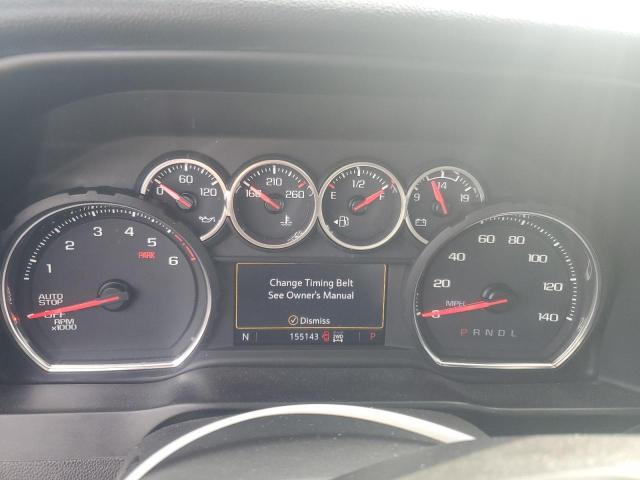 0 60 120
160 210 260
E 1/2 F
9 14 19
1 2 3 4 5 6
PARK
AUTO
STOP
OFF
RPM
x1000
Change Timing Belt
See Owner's Manual
Dismiss
N 155143 2WD P
0 20 40 60 80 100 120 140
MPH
P R N D L